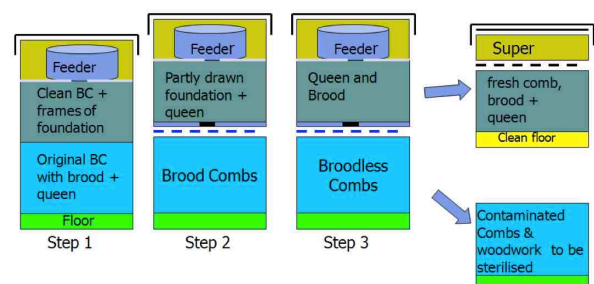 Feeder
Clean BC +
frames of
foundation
Original BC
with brood +
queen
Floor
Step 1
Feeder
Partly drawn
foundation +
queen
Brood Combs
Step 2
Feeder
Queen and
Brood
Broodless
Combs
Step 3
Super
fresh comb,
brood +
queen
Clean floor
Contaminated
Combs &
woodwork to be
sterilised